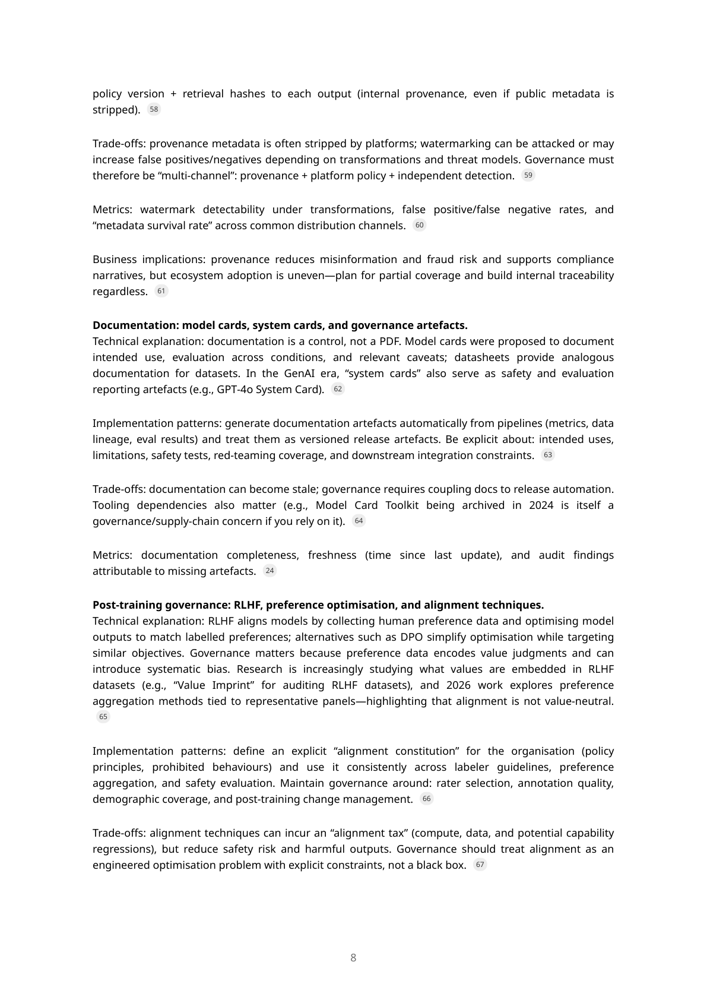 policy version + retrieval hashes to each output (internal provenance, even if public metadata is
stripped). 58
Trade-offs: provenance metadata is often stripped by platforms; watermarking can be attacked or may
increase false positives/negatives depending on transformations and threat models. Governance must
therefore be “multi-channel”: provenance + platform policy + independent detection. 59
Metrics: watermark detectability under transformations, false positive/false negative rates, and
“metadata survival rate” across common distribution channels. 60
Business implications: provenance reduces misinformation and fraud risk and supports compliance
narratives, but ecosystem adoption is uneven—plan for partial coverage and build internal traceability
regardless. 61
Documentation: model cards, system cards, and governance artefacts.
Technical explanation: documentation is a control, not a PDF. Model cards were proposed to document
intended use, evaluation across conditions, and relevant caveats; datasheets provide analogous
documentation for datasets. In the GenAI era, “system cards” also serve as safety and evaluation
reporting artefacts (e.g., GPT-4o System Card). 62
Implementation patterns: generate documentation artefacts automatically from pipelines (metrics, data
lineage, eval results) and treat them as versioned release artefacts. Be explicit about: intended uses,
limitations, safety tests, red-teaming coverage, and downstream integration constraints. 63
Trade-offs: documentation can become stale; governance requires coupling docs to release automation.
Tooling dependencies also matter (e.g., Model Card Toolkit being archived in 2024 is itself a
governance/supply-chain concern if you rely on it). 64
Metrics: documentation completeness, freshness (time since last update), and audit findings
attributable to missing artefacts. 24
Post-training governance: RLHF, preference optimisation, and alignment techniques.
Technical explanation: RLHF aligns models by collecting human preference data and optimising model
outputs to match labelled preferences; alternatives such as DPO simplify optimisation while targeting
similar objectives. Governance matters because preference data encodes value judgments and can
introduce systematic bias. Research is increasingly studying what values are embedded in RLHF
datasets (e.g., “Value Imprint” for auditing RLHF datasets), and 2026 work explores preference
aggregation methods tied to representative panels—highlighting that alignment is not value-neutral.
65
Implementation patterns: define an explicit “alignment constitution” for the organisation (policy
principles, prohibited behaviours) and use it consistently across labeler guidelines, preference
aggregation, and safety evaluation. Maintain governance around: rater selection, annotation quality,
demographic coverage, and post-training change management. 66
Trade-offs: alignment techniques can incur an “alignment tax” (compute, data, and potential capability
regressions), but reduce safety risk and harmful outputs. Governance should treat alignment as an
engineered optimisation problem with explicit constraints, not a black box. 67
8